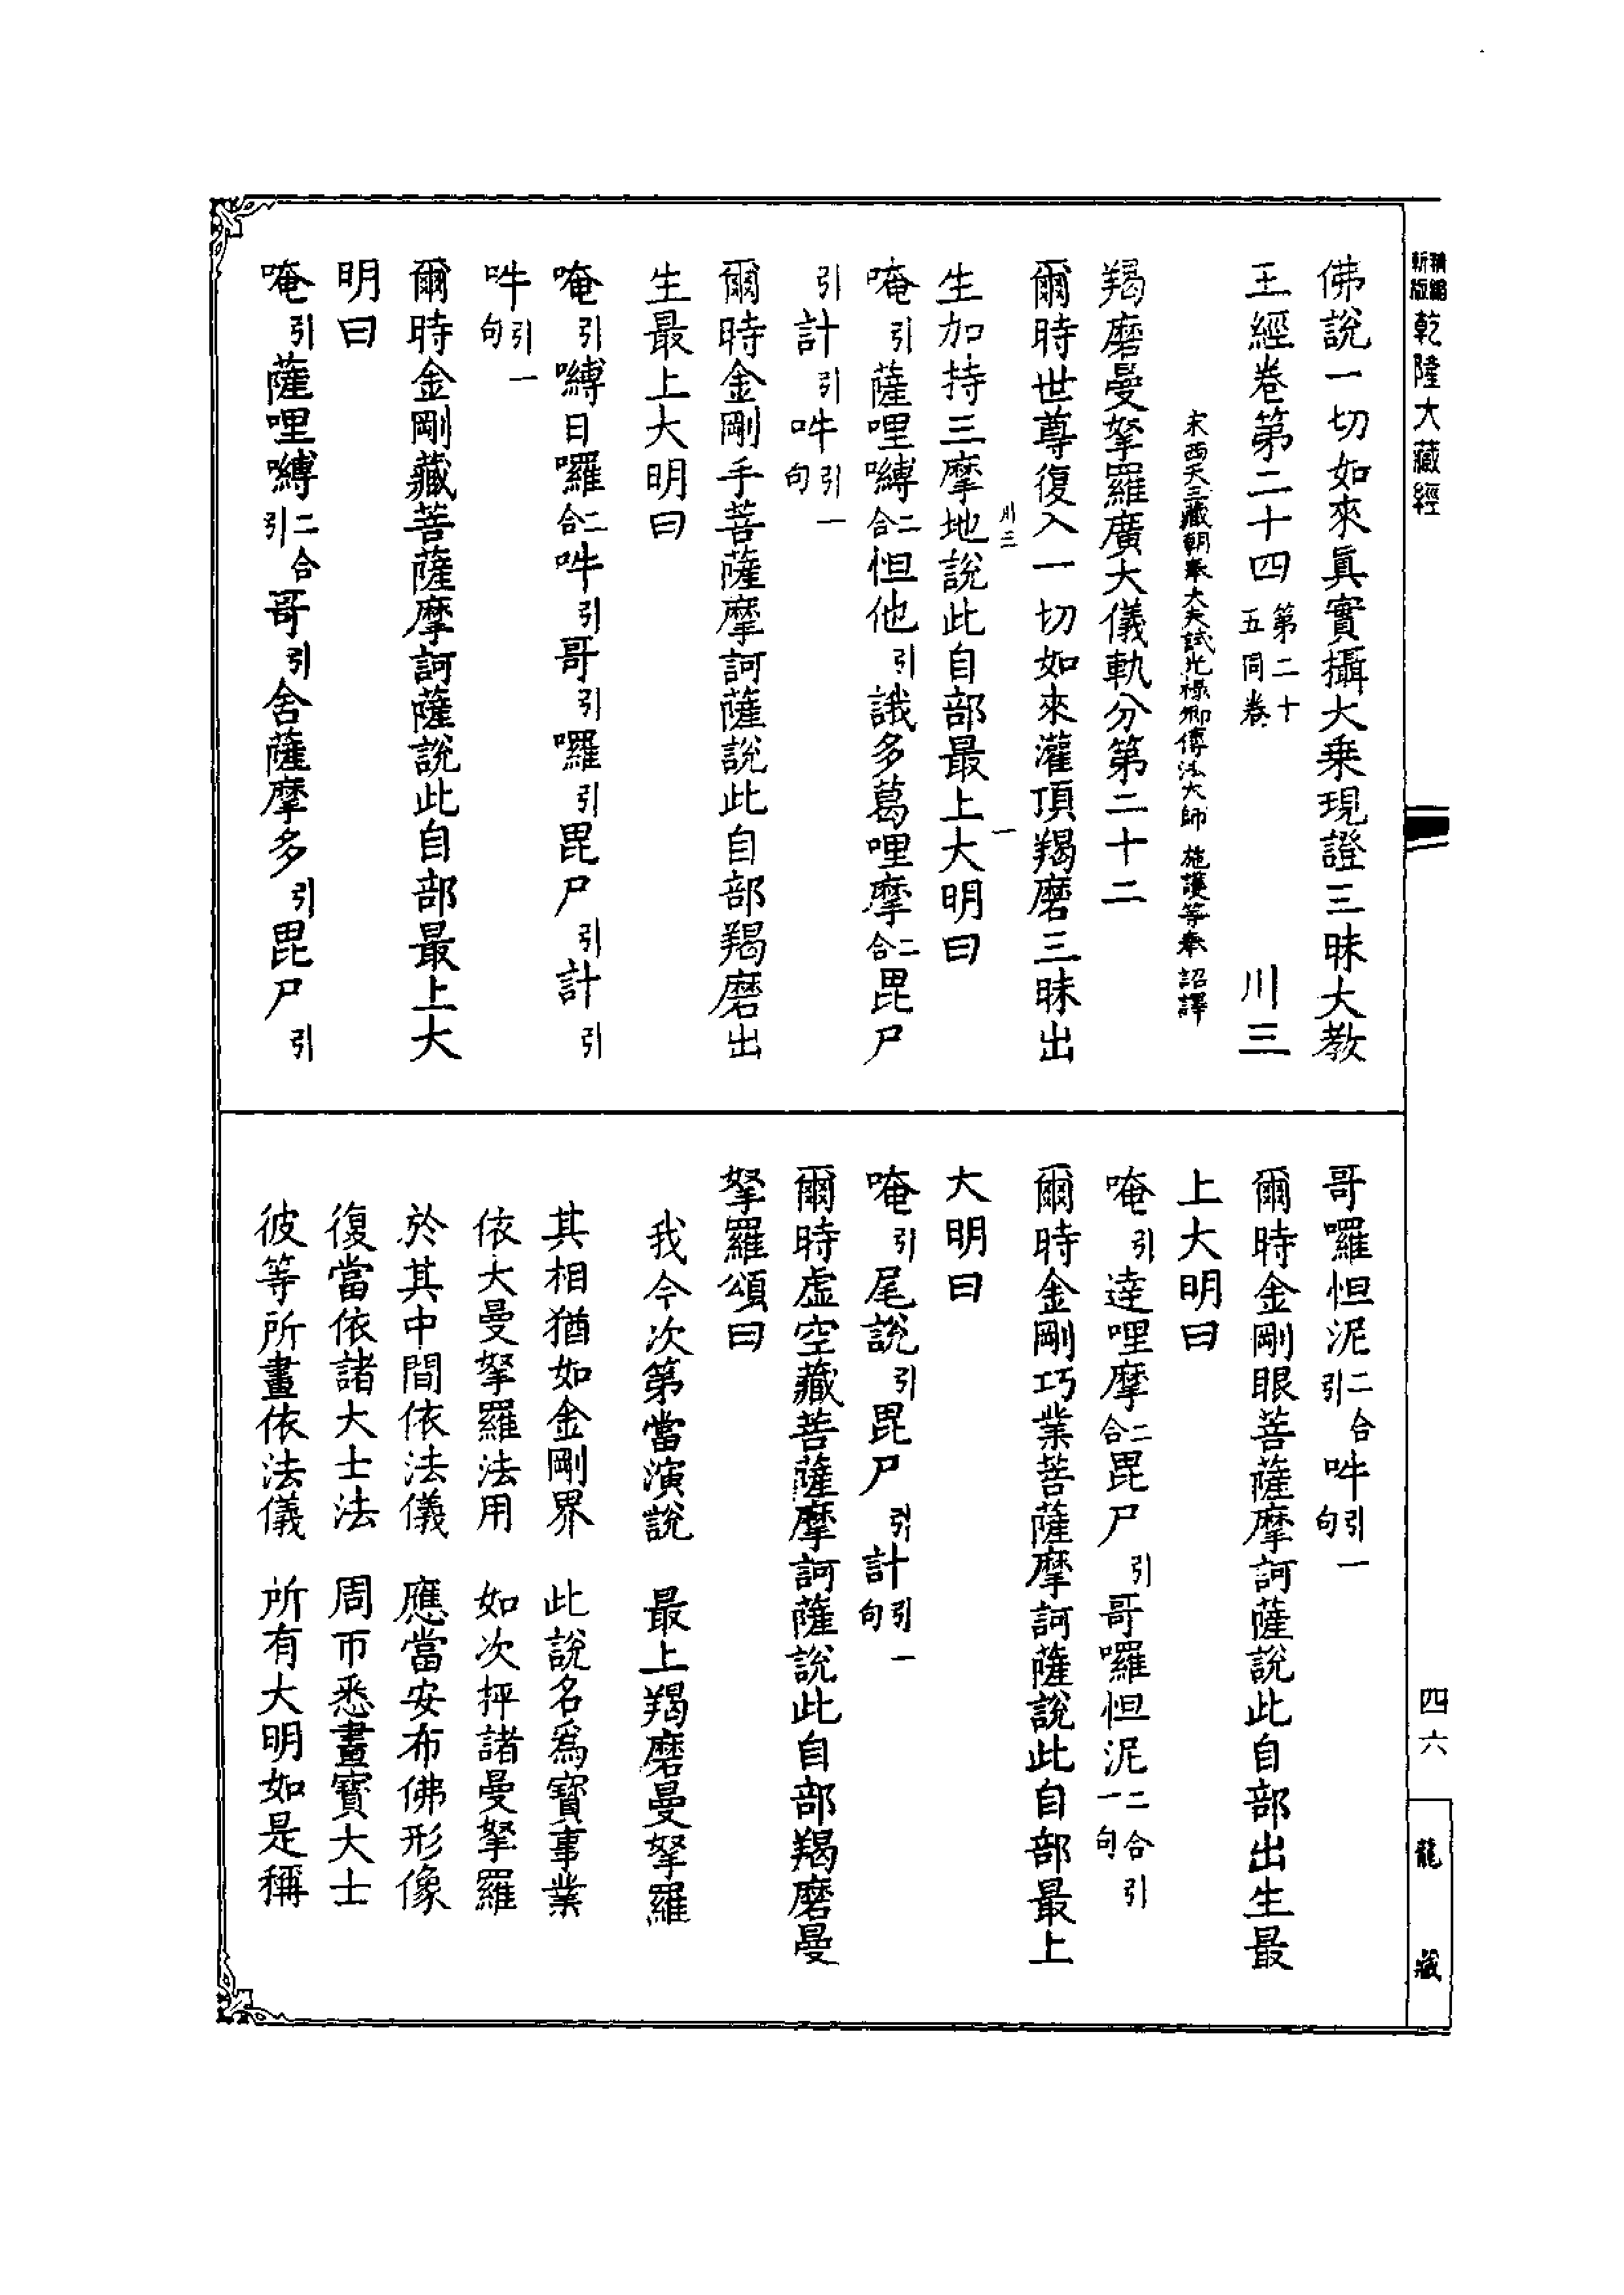 精編新版乾隆大藏經
佛說一切如來真實攝大乗現證三昧大教
王經卷第二十四第二十五同卷 川三
宋西天三藏朝奉大夫試光祿卿傳法大師施護等奉詔譯
羯磨曼拏羅廣大儀軌分第二十二
爾時世尊復入一切如來灌頂羯磨三昧出
川三 一
生加持三摩地說此自部最上大明曰
唵引薩哩嚩二合怛他引誐多葛哩摩二合毘尸
引計引吽引一句
爾時金剛手菩薩摩訶薩說此自部羯磨出
生最上大明曰
唵引嚩日囉二合吽引哥引囉引毘尸引計引
吽引一句
爾時金剛藏菩薩摩訶薩說此自部最上大
明曰
唵引薩哩嚩二合引哥引舍薩摩多引毘尸引
哥囉怛泥二合引吽引一句
爾時金剛眼菩薩摩訶薩說此自部出生最
上大明曰
唵引達哩摩二合毘尸引哥囉怛泥二合引一句
爾時金剛巧業菩薩摩訶薩說此自部最上
大明曰
唵引尾說引毘尸引計引一句
爾時虛空藏菩薩摩訶薩說此自部羯磨曼
拏羅頌曰
我今次第當演說 最上羯磨曼拏羅
其相猶如金剛界 此說名為寶事業
依大曼拏羅法用 如次抨諸曼拏羅
於其中間依法儀 應當安布佛形像
復當依諸大士法 周帀悉畫寶大士
彼等所畫依法儀 所有大明如是稱
四六
龍藏